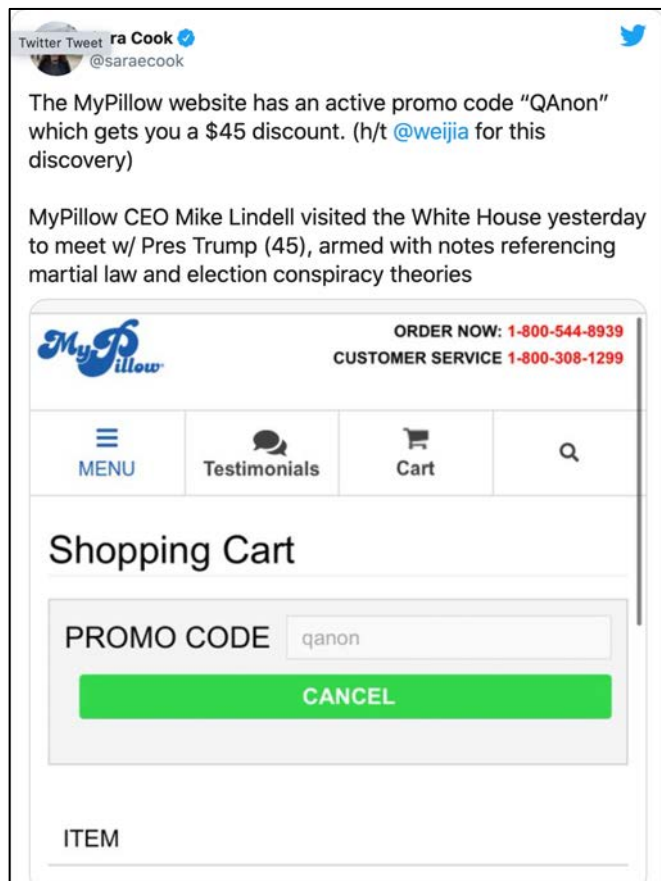 Twitter Tweet
ra Cook
@saraecook
The MyPillow website has an active promo code “QAnon”
which gets you a $45 discount. (h/t @weijia for this
discovery)
MyPillow CEO Mike Lindell visited the White House yesterday
to meet w/ Pres Trump (45), armed with notes referencing
martial law and election conspiracy theories
MyPillow
ORDER NOW: 1-800-544-8939
CUSTOMER SERVICE 1-800-308-1299
MENU
Testimonials
Cart
Shopping Cart
PROMO CODE qanon
CANCEL
ITEM